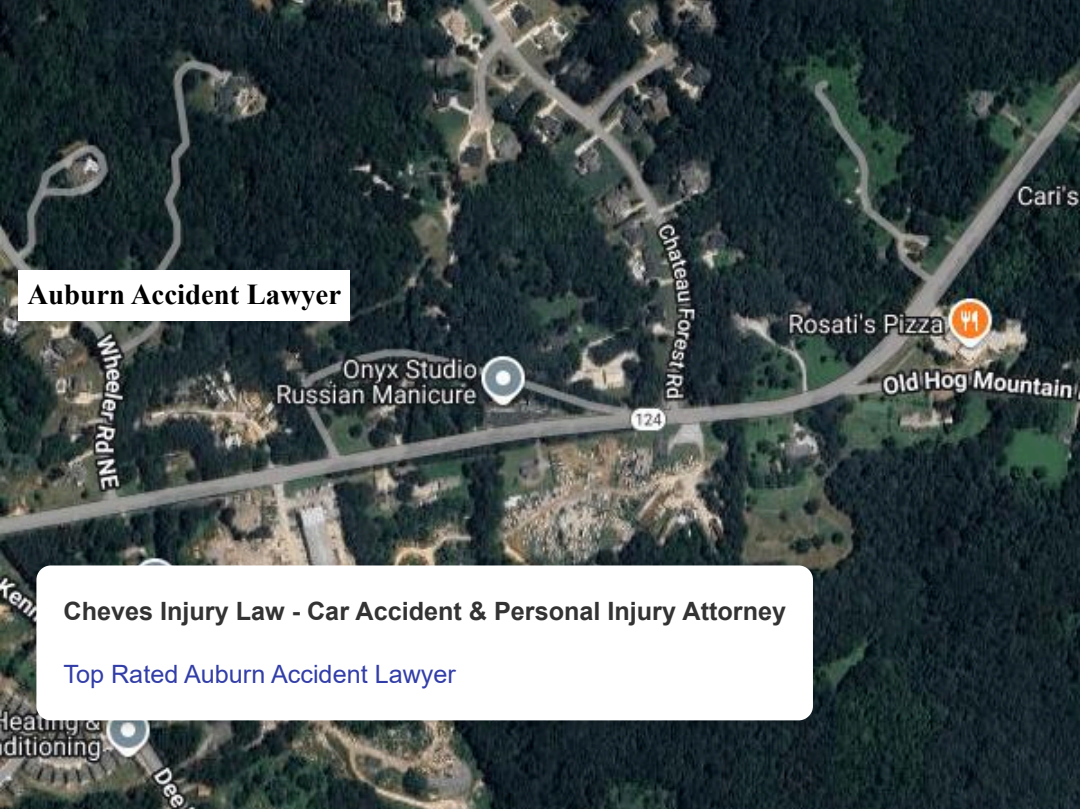 Cari's
Chateau Forest Rd
Auburn Accident Lawyer
Rosati's Pizza
Wheeler Rd NE
Onyx Studio
Russian Manicure
Old Hog Mountain
124
Cheves Injury Law - Car Accident & Personal Injury Attorney
Top Rated Auburn Accident Lawyer
Heating &